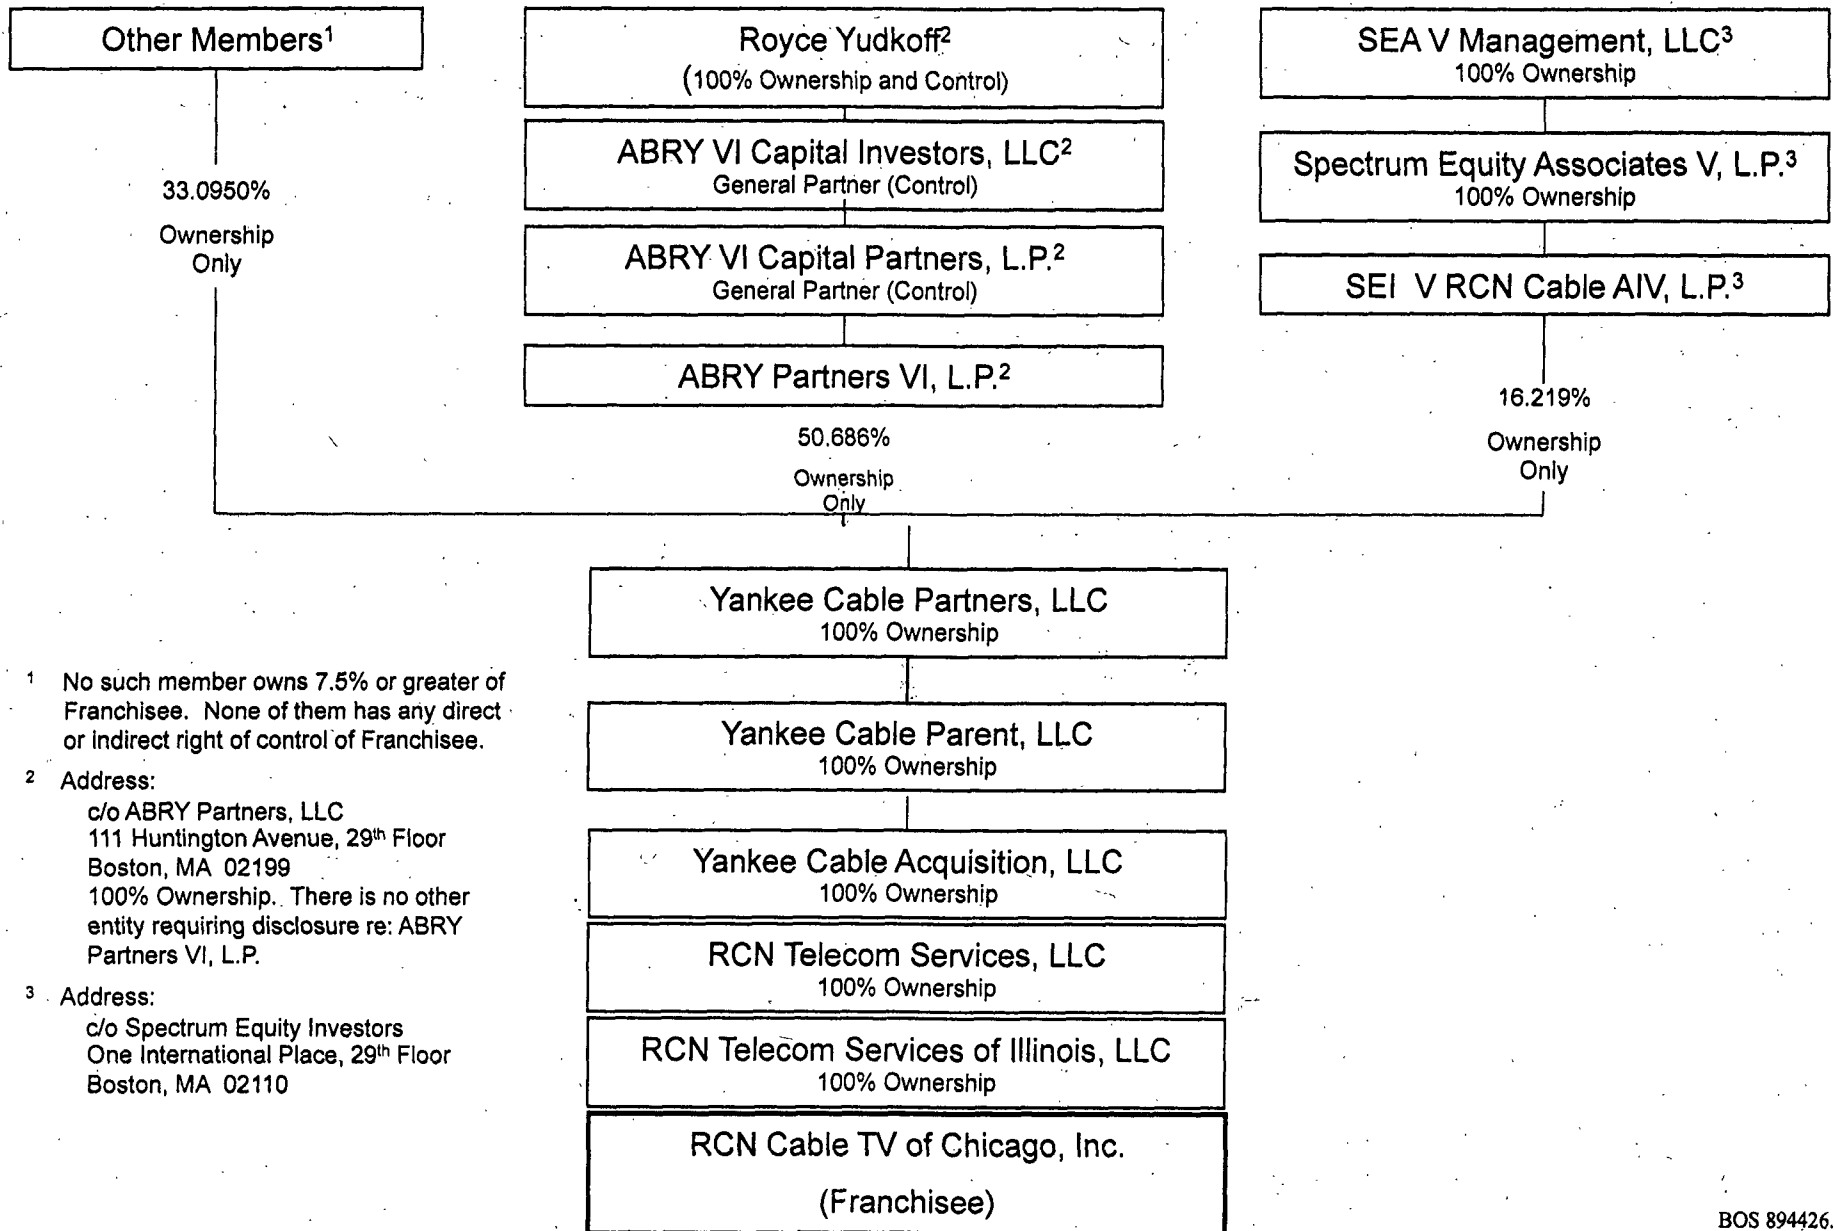 Other Members¹
33.0950%
Ownership
Only
Royce Yudkoff²
(100% Ownership and Control)
ABRY VI Capital Investors, LLC²
General Partner (Control)
ABRY VI Capital Partners, L.P.²
General Partner (Control)
ABRY Partners VI, L.P.²
50.686%
Ownership
Only
SEA V Management, LLC³
100% Ownership
Spectrum Equity Associates V, L.P.³
100% Ownership
SEI V RCN Cable AIV, L.P.³
16.219%
Ownership
Only
Yankee Cable Partners, LLC
100% Ownership
Yankee Cable Parent, LLC
100% Ownership
Yankee Cable Acquisition, LLC
100% Ownership
RCN Telecom Services, LLC
100% Ownership
RCN Telecom Services of Illinois, LLC
100% Ownership
RCN Cable TV of Chicago, Inc.
(Franchisee)
¹ No such member owns 7.5% or greater of
Franchisee. None of them has any direct
or indirect right of control of Franchisee.
² Address:
c/o ABRY Partners, LLC
111 Huntington Avenue, 29th Floor
Boston, MA 02199
100% Ownership. There is no other
entity requiring disclosure re: ABRY
Partners VI, L.P.
³ Address:
c/o Spectrum Equity Investors
One International Place, 29th Floor
Boston, MA 02110
BOS 894426.